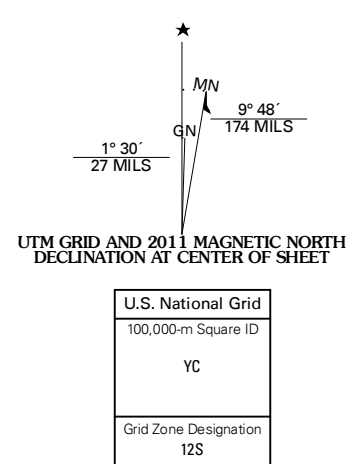 ★
MN
GN
9° 48´
174 MILS
1° 30´
27 MILS
UTM GRID AND 2011 MAGNETIC NORTH
DECLINATION AT CENTER OF SHEET
U.S. National Grid
100,000-m Square ID
YC
Grid Zone Designation
12S